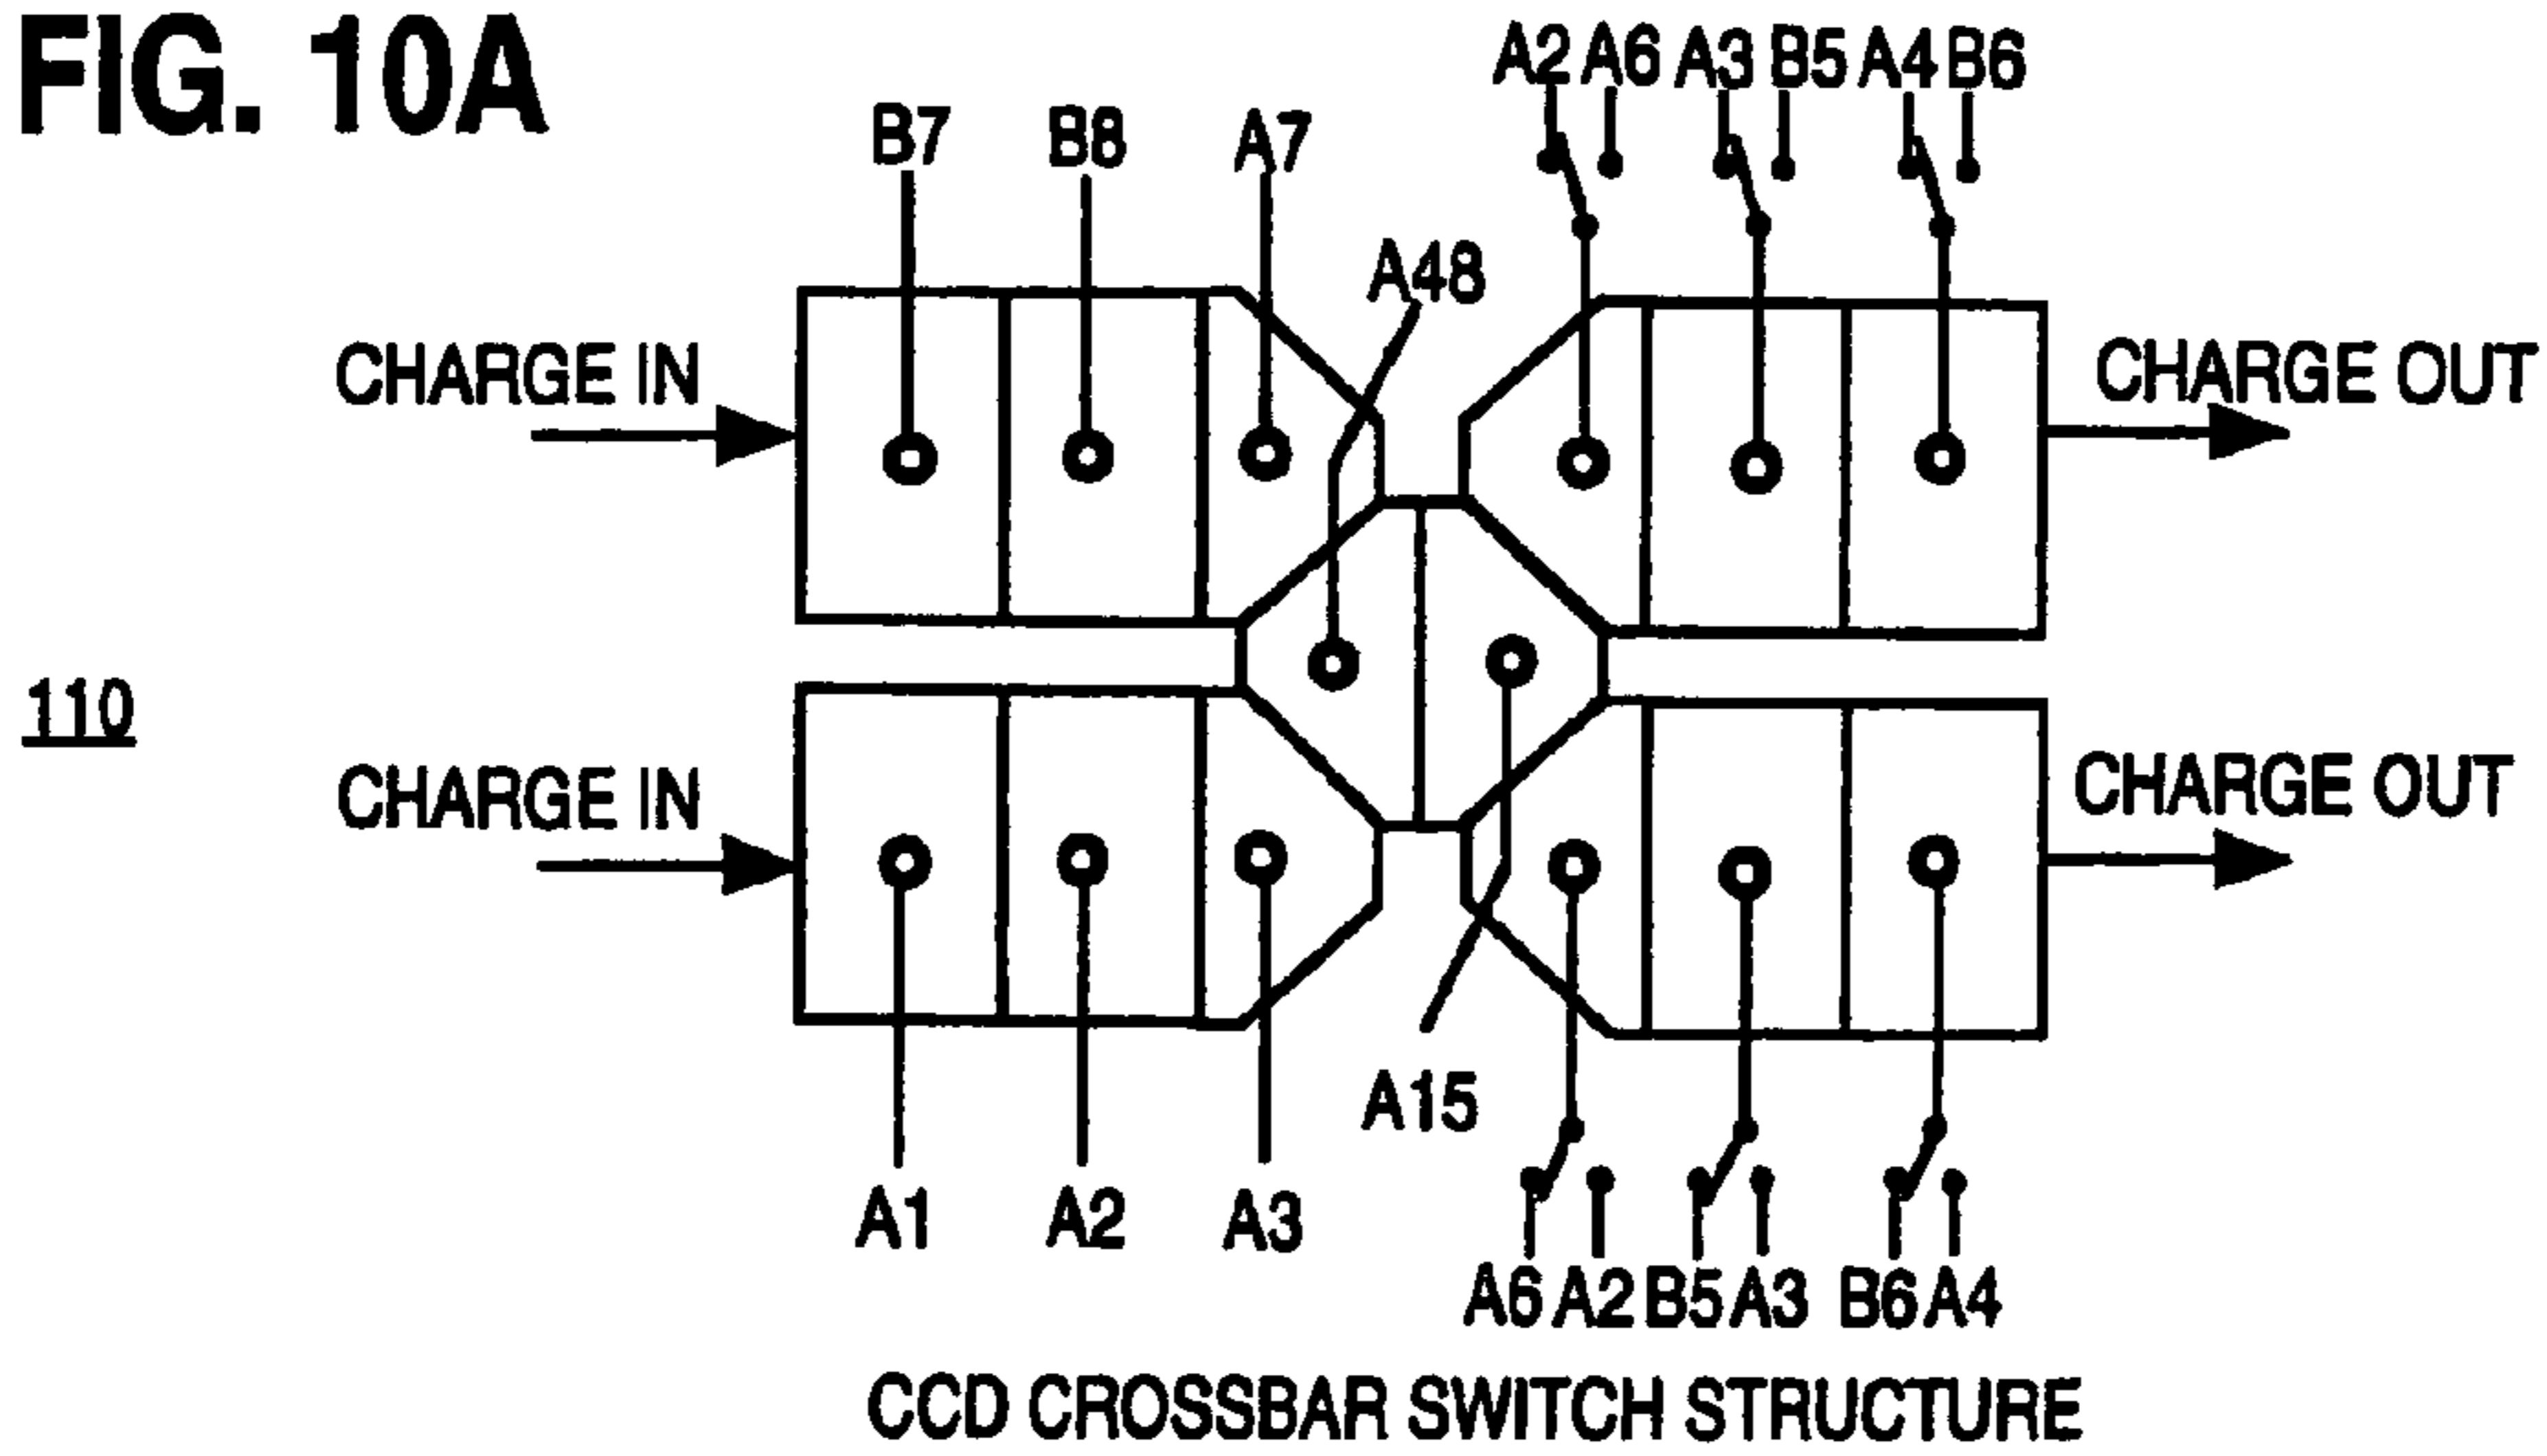 FIG. 10A
A2 A6 A3 B5 A4 B6
B7 B8 A7
A48
CHARGE IN
CHARGE OUT
110
CHARGE IN
CHARGE OUT
A15
A1 A2 A3
A6 A2 B5 A3 B6 A4
CCD CROSSBAR SWITCH STRUCTURE